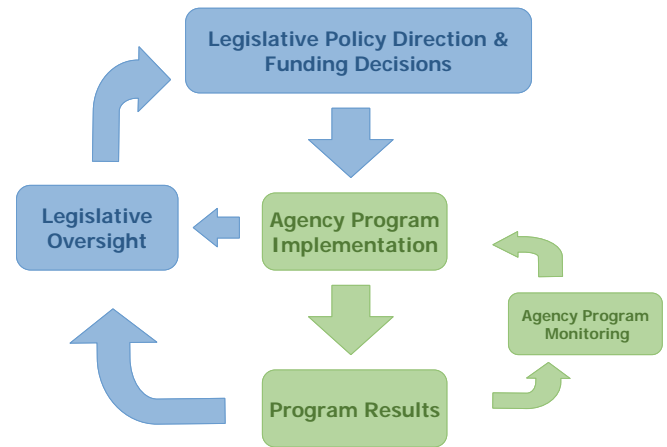 Legislative Policy Direction &
Funding Decisions
Legislative
Oversight
Agency Program
Implementation
Agency Program
Monitoring
Program Results